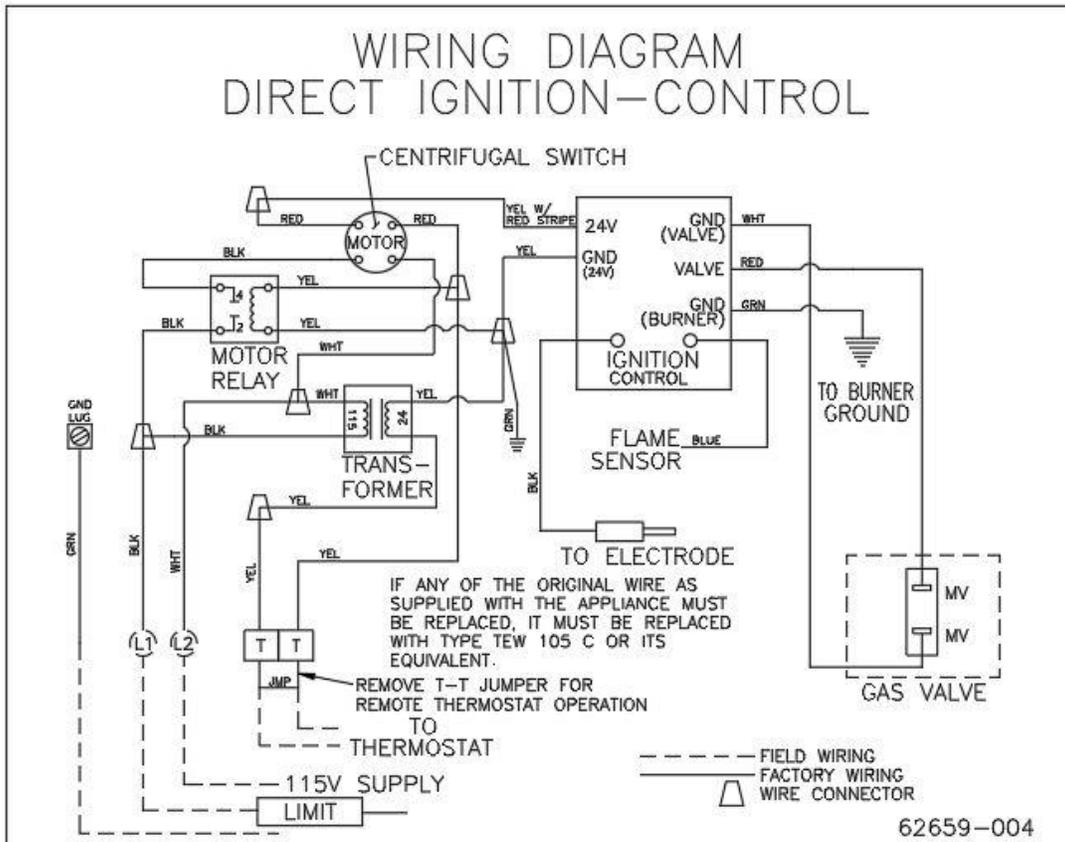 WIRING DIAGRAM
DIRECT IGNITION-CONTROL
CENTRIFUGAL SWITCH
RED
MOTOR
RED
YEL W/
RED STRIPE
24V
GND
(VALVE)
WHT
BLK
YEL
GND
(24V)
VALVE
RED
4
YEL
GND
(BURNER)
GRN
BLK
2
YEL
MOTOR
RELAY
WHT
IGNITION
CONTROL
TO BURNER
GROUND
GND
LUG
WHT
115
24
YEL
GRN
BLK
FLAME
SENSOR
BLUE
TRANS-
FORMER
BLK
YEL
TO ELECTRODE
GRN
BLK
WHT
YEL
YEL
IF ANY OF THE ORIGINAL WIRE AS
SUPPLIED WITH THE APPLIANCE MUST
BE REPLACED, IT MUST BE REPLACED
WITH TYPE TEW 105 C OR ITS
EQUIVALENT.
MV
MV
GAS VALVE
L1
L2
T
T
JMP
REMOVE T-T JUMPER FOR
REMOTE THERMOSTAT OPERATION
TO
THERMOSTAT
115V SUPPLY
LIMIT
FIELD WIRING
FACTORY WIRING
WIRE CONNECTOR
62659-004